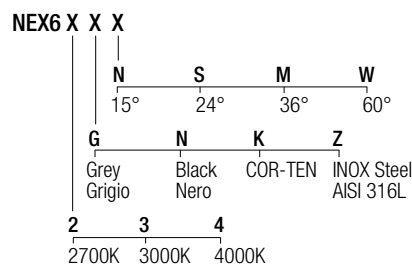 NEX6 X X X
N S M W
15° 24° 36° 60°
G N K Z
Grey Black COR-TEN INOX Steel
Grigio Nero AISI 316L
2 3 4
2700K 3000K 4000K